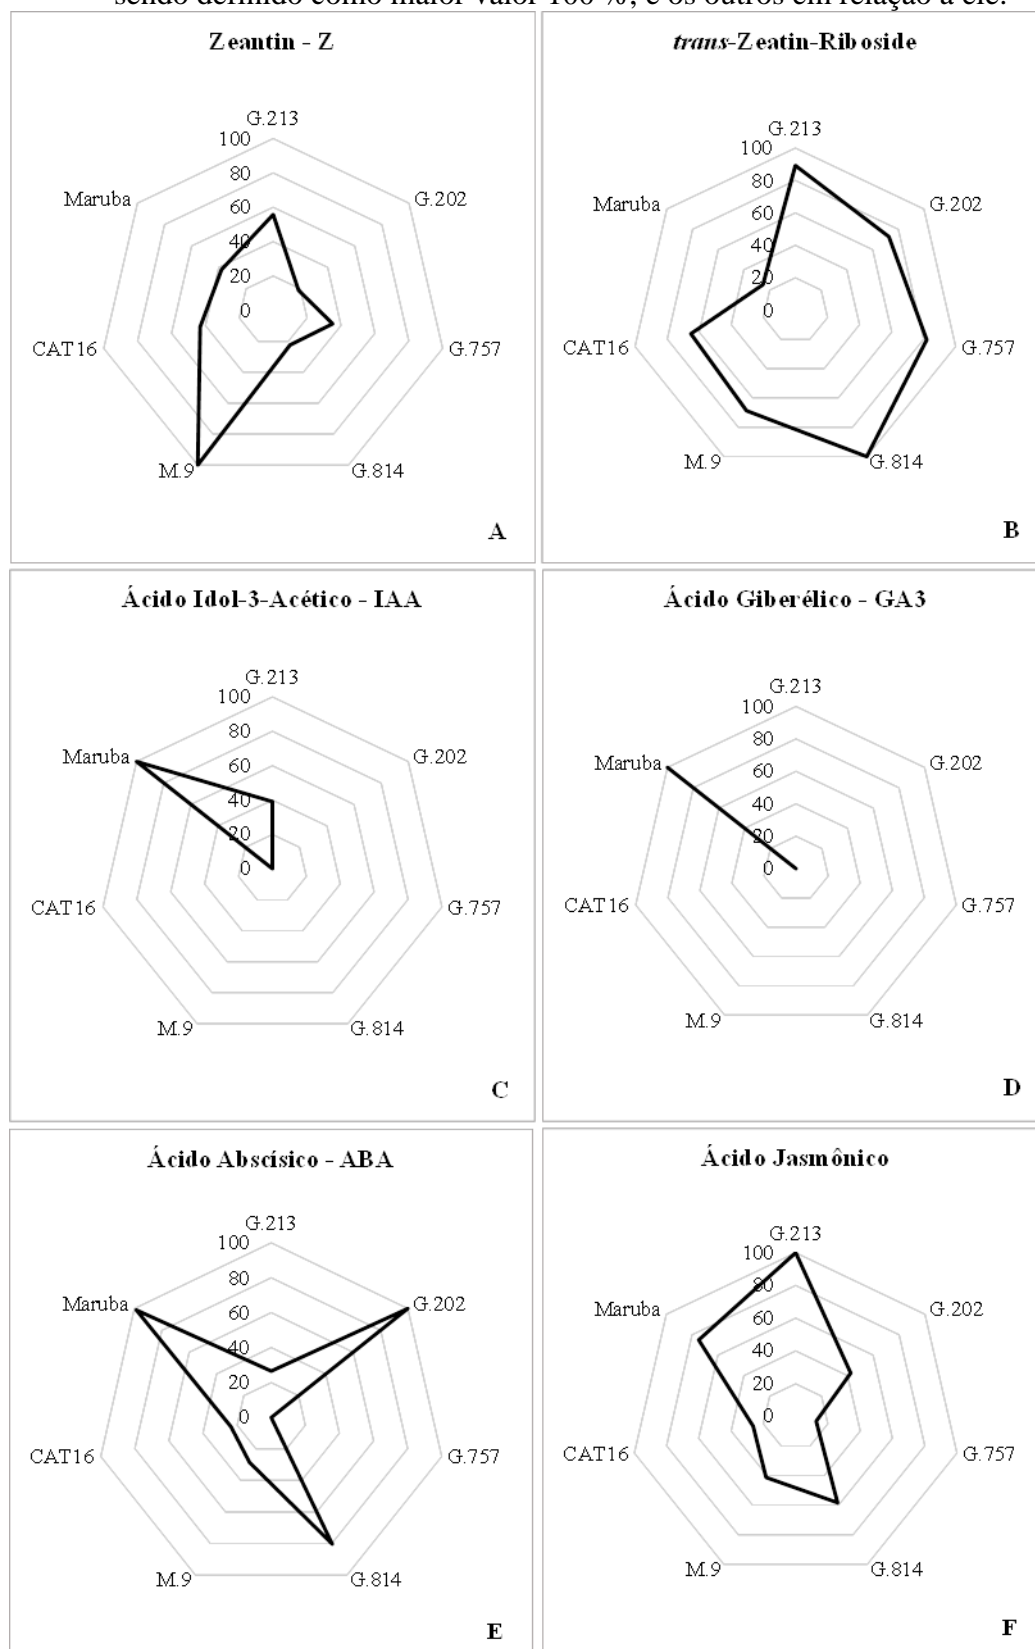 sendo definido como maior valor 100 %, e os outros em relação a ele.
Zeantin - Z
G.213
100
80
60
40
20
0
Maruba
G.202
CAT16
G.757
M.9
G.814
A
trans-Zeatin-Riboside
G.213
100
80
60
40
20
0
Maruba
G.202
CAT16
G.757
M.9
G.814
B
Ácido Idol-3-Acético - IAA
G.213
100
80
60
40
20
0
Maruba
G.202
CAT16
G.757
M.9
G.814
C
Ácido Giberélico - GA3
G.213
100
80
60
40
20
0
Maruba
G.202
CAT16
G.757
M.9
G.814
D
Ácido Abscísico - ABA
G.213
100
80
60
40
20
0
Maruba
G.202
CAT16
G.757
M.9
G.814
E
Ácido Jasmônico
G.213
100
80
60
40
20
0
Maruba
G.202
CAT16
G.757
M.9
G.814
F